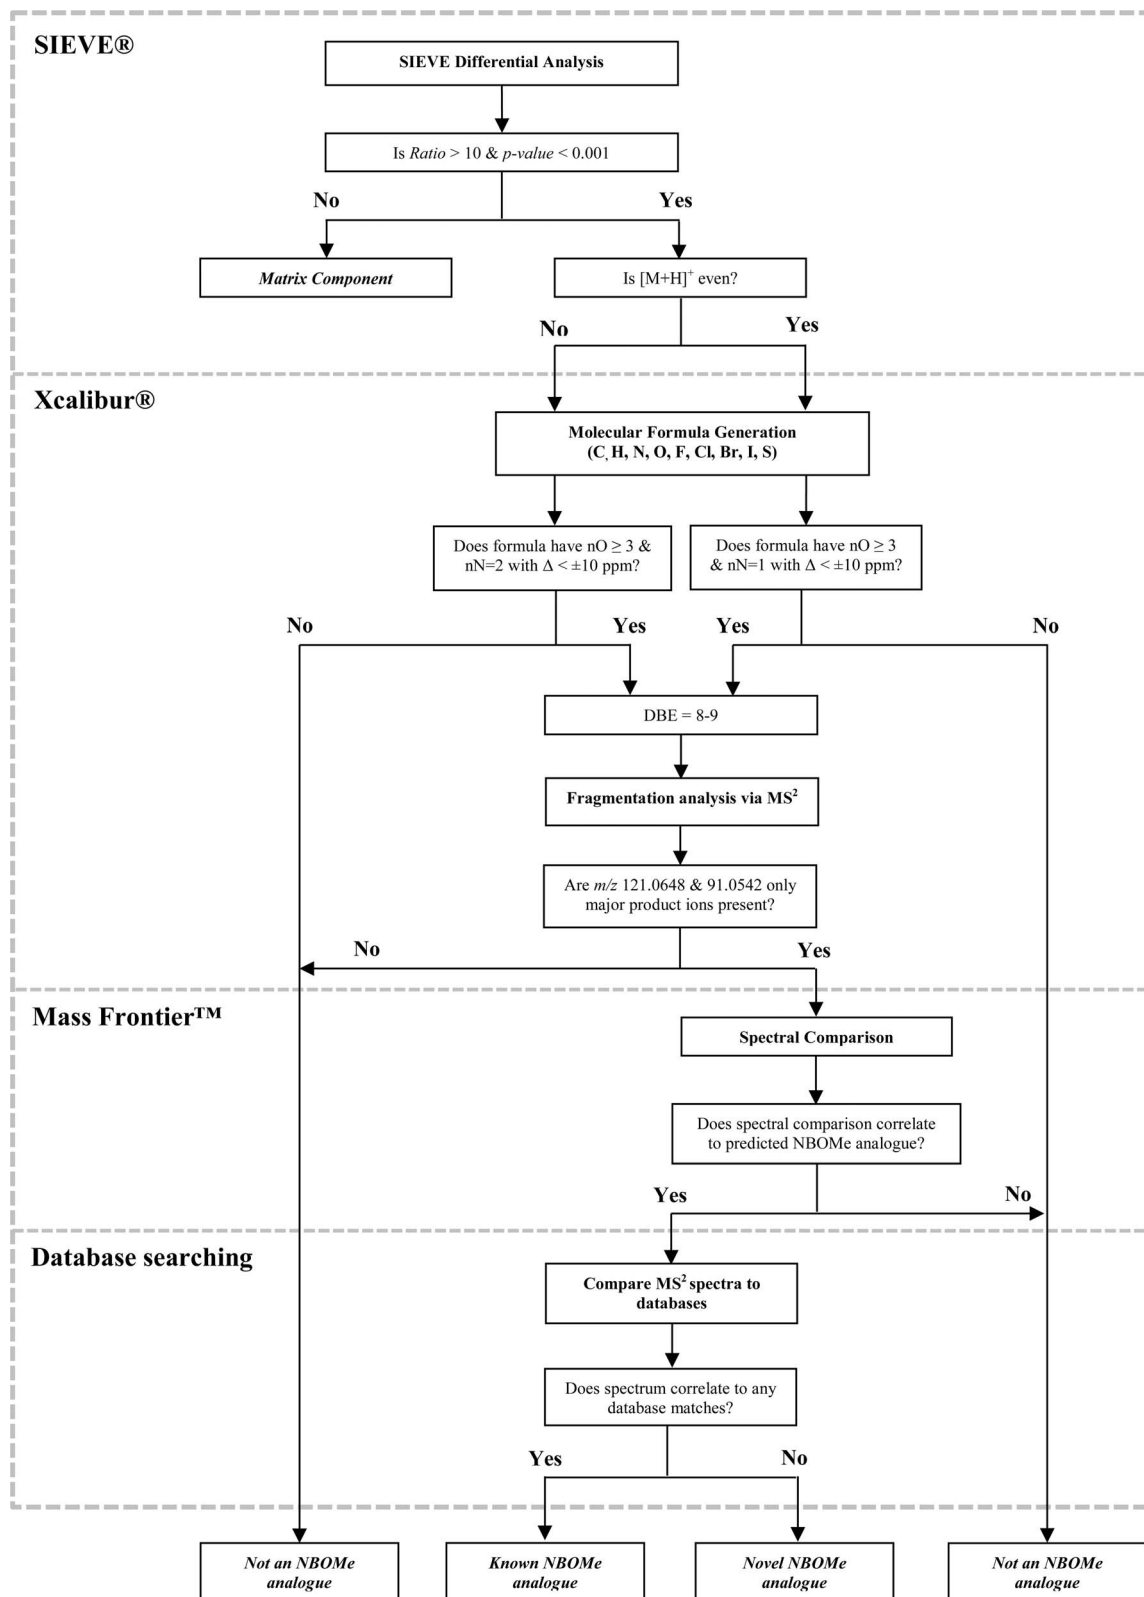 SIEVE®
SIEVE Differential Analysis
Is Ratio > 10 & p-value < 0.001
No
Yes
Matrix Component
Is [M+H]⁺ even?
No
Yes
Xcalibur®
Molecular Formula Generation
(C, H, N, O, F, Cl, Br, I, S)
Does formula have nO ≥ 3 &
nN=2 with Δ < ±10 ppm?
Does formula have nO ≥ 3
& nN=1 with Δ < ±10 ppm?
No
Yes
Yes
No
DBE = 8-9
Fragmentation analysis via MS²
Are m/z 121.0648 & 91.0542 only
major product ions present?
No
Yes
Mass Frontier™
Spectral Comparison
Does spectral comparison correlate
to predicted NBOMe analogue?
Yes
No
Database searching
Compare MS² spectra to
databases
Does spectrum correlate to any
database matches?
Yes
No
Not an NBOMe
analogue
Known NBOMe
analogue
Novel NBOMe
analogue
Not an NBOMe
analogue